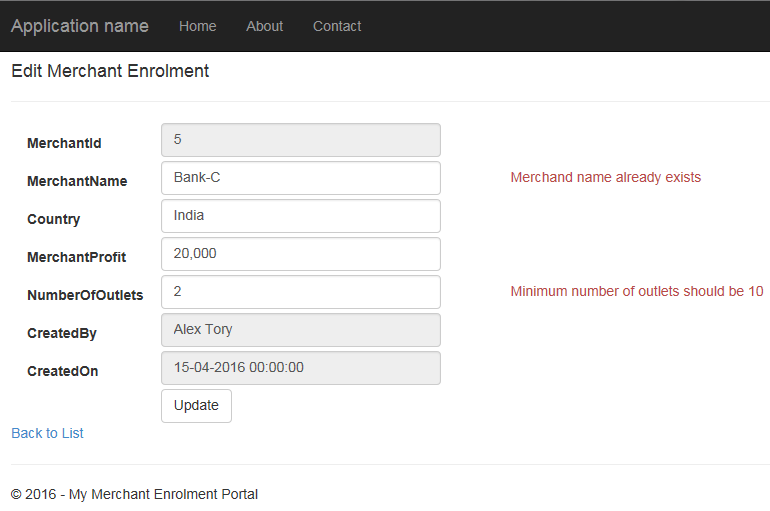 Application name Home About Contact
Edit Merchant Enrolment
MerchantId 5
MerchantName Bank-C Merchand name already exists
Country India
MerchantProfit 20,000
NumberOfOutlets 2 Minimum number of outlets should be 10
CreatedBy Alex Tory
CreatedOn 15-04-2016 00:00:00
Update
Back to List
© 2016 - My Merchant Enrolment Portal